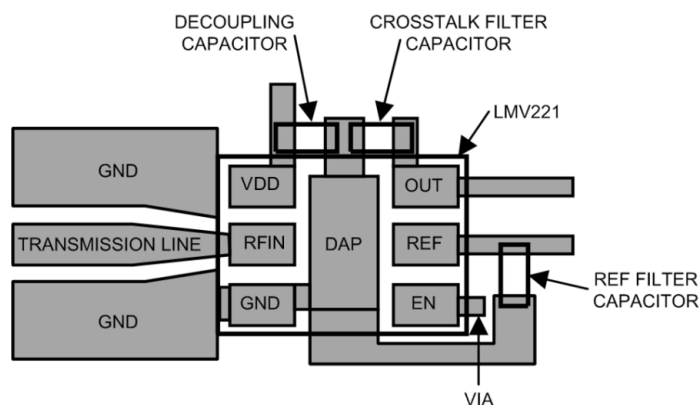 DECOUPLING
CAPACITOR
CROSSTALK FILTER
CAPACITOR
LMV221
GND
VDD
OUT
TRANSMISSION LINE
RFIN
DAP
REF
GND
GND
EN
REF FILTER
CAPACITOR
VIA